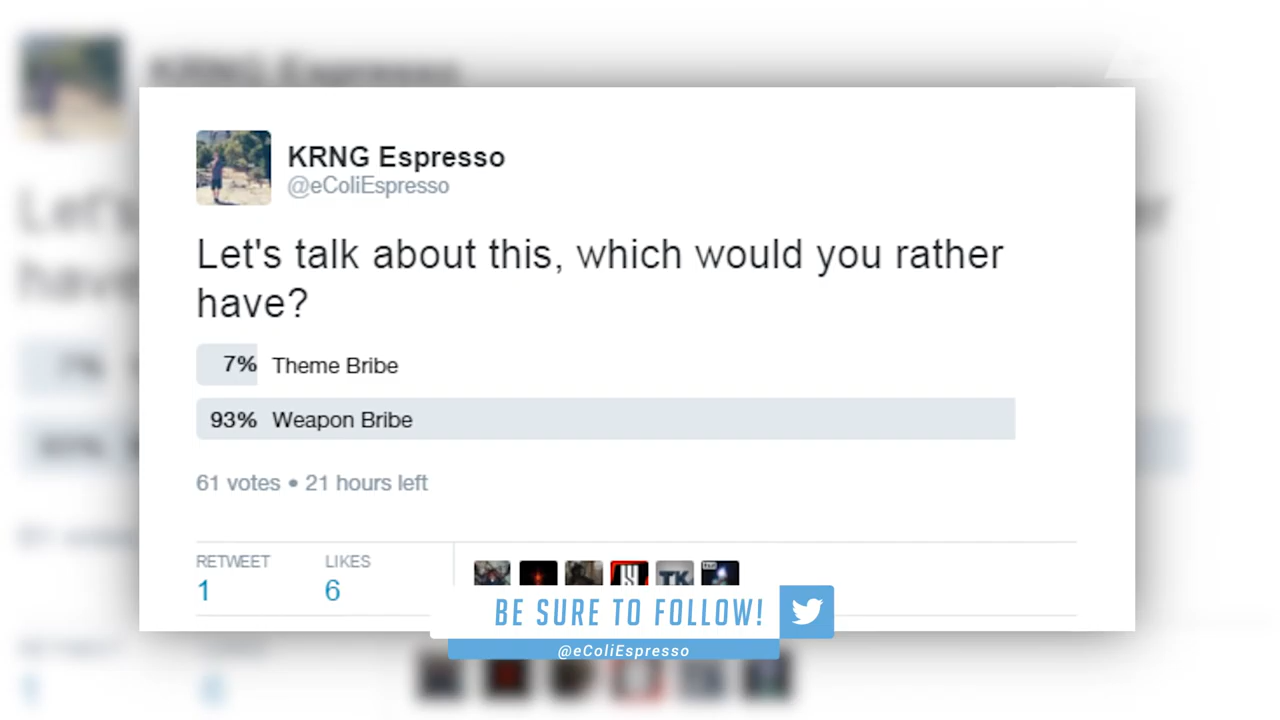 KRNG Espresso
@eColiEspresso
Let's talk about this, which would you rather
have?
7% Theme Bribe
93% Weapon Bribe
61 votes • 21 hours left
RETWEET LIKES
1 6
TK
BE SURE TO FOLLOW!
@eColiEspresso